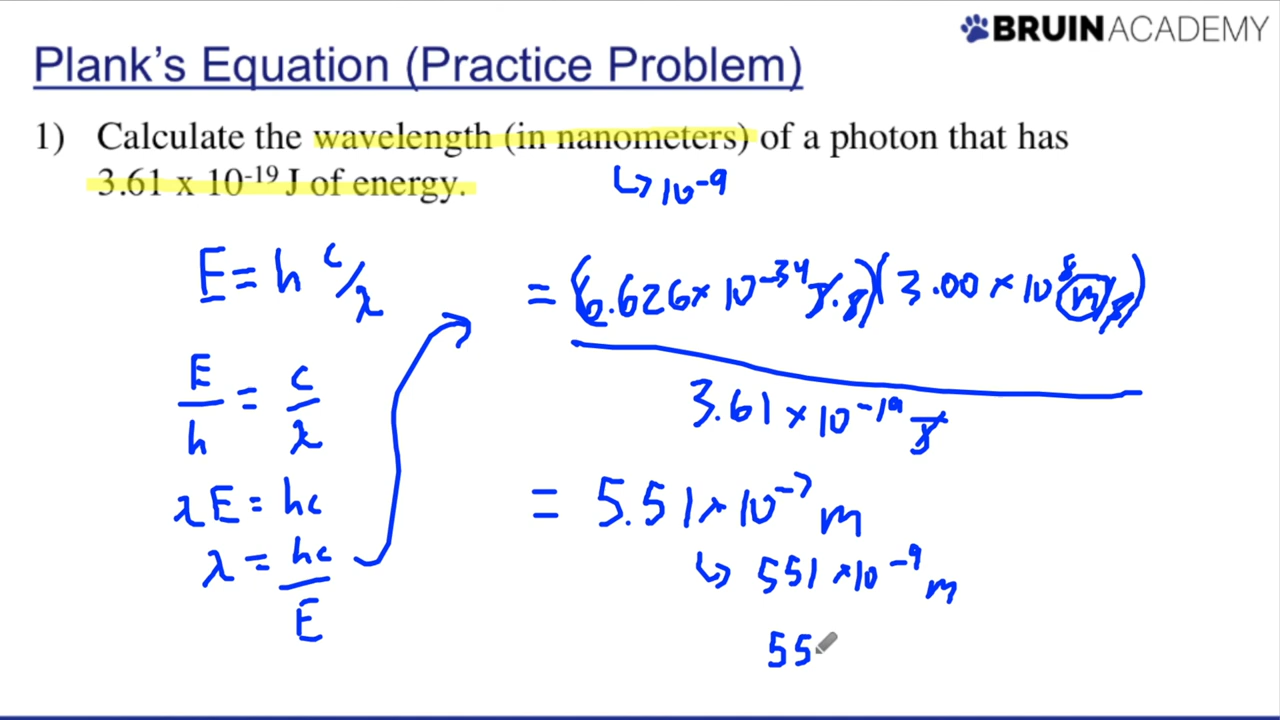 BRUIN ACADEMY
Plank's Equation (Practice Problem)
1) Calculate the wavelength (in nanometers) of a photon that has
3.61 x 10⁻¹⁹ J of energy.
↳ 10⁻⁹
E = h c/λ
E/h = c/λ
λE = hc
λ = hc/E
= (6.626 × 10⁻³⁴ J·s)(3.00 × 10⁸ m/s)
3.61 × 10⁻¹⁹ J
= 5.51 × 10⁻⁷ m
↳ 551 × 10⁻⁹ m
55